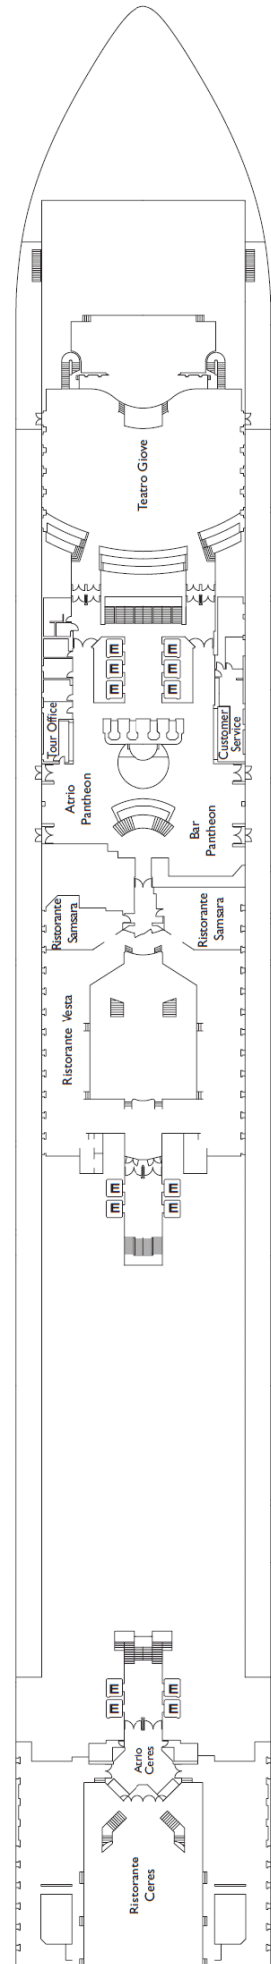 Teatro Giove
Tour Office
Customer
Service
Atrio
Pantheon
Bar
Pantheon
Ristorante
Samsara
Ristorante
Samsara
Ristorante Vesta
Atrio
Ceres
Ristorante
Ceres